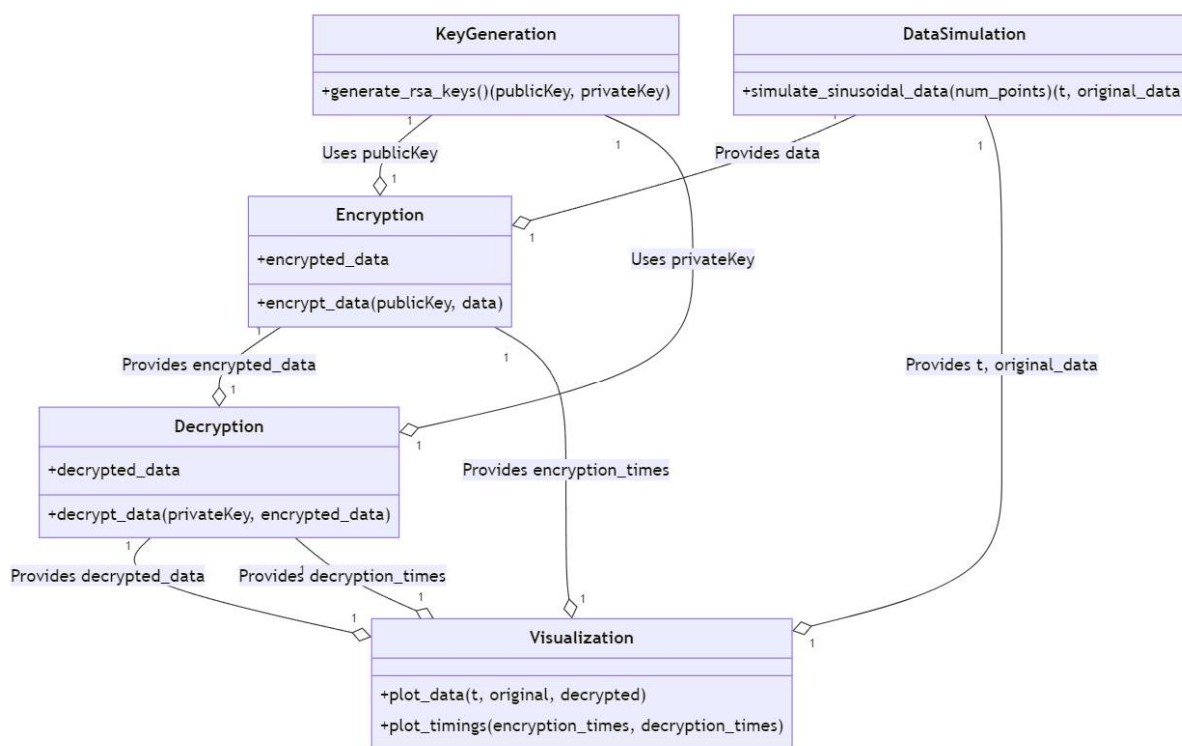 KeyGeneration
+generate_rsa_keys()(publicKey, privateKey)
DataSimulation
+simulate_sinusoidal_data(num_points)(t, original_data
1
1
1
1
Uses publicKey
Provides data
1
1
Encryption
+encrypted_data
+encrypt_data(publicKey, data)
Uses privateKey
1
1
Provides encrypted_data
Provides t, original_data
1
1
Decryption
+decrypted_data
+decrypt_data(privateKey, encrypted_data)
Provides encryption_times
1
1
Provides decrypted_data
Provides decryption_times
1
1
1
1
1
Visualization
+plot_data(t, original, decrypted)
+plot_timings(encryption_times, decryption_times)